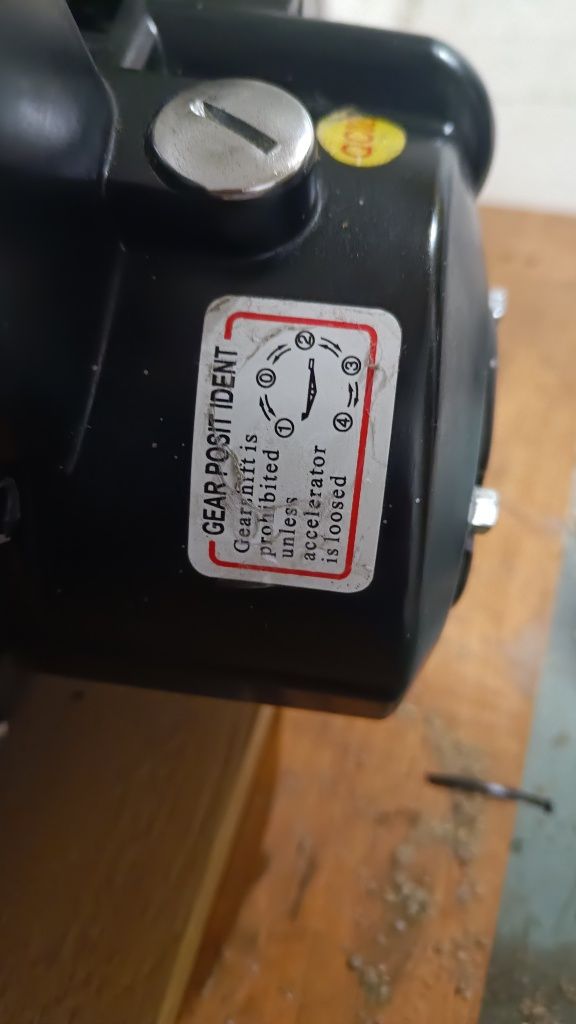 GEAR POSIT IDENT
Gearshift is
prohibited
unless
accelerator
is loosed
1 0 2 3 4